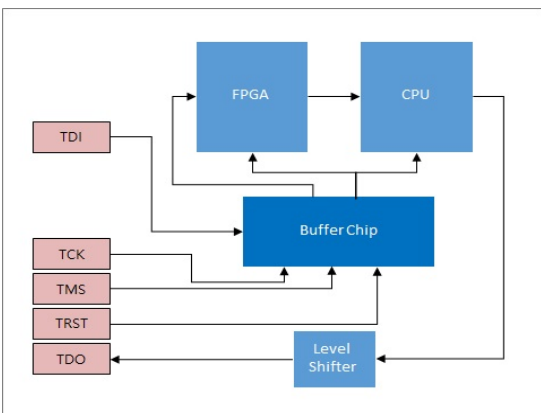 FPGA
CPU
TDI
Buffer Chip
TCK
TMS
TRST
TDO
Level
Shifter